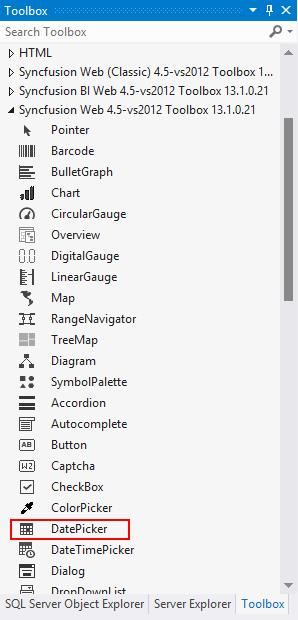 Toolbox
Search Toolbox
HTML
Syncfusion Web (Classic) 4.5-vs2012 Toolbox 1...
Syncfusion BI Web 4.5-vs2012 Toolbox 13.1.0.21
Syncfusion Web 4.5-vs2012 Toolbox 13.1.0.21
Pointer
Barcode
BulletGraph
Chart
CircularGauge
Overview
DigitalGauge
LinearGauge
Map
RangeNavigator
TreeMap
Diagram
SymbolPalette
Accordion
Autocomplete
AB Button
W2 Captcha
CheckBox
ColorPicker
DatePicker
DateTimePicker
Dialog
DropDownList
SQL Server Object Explorer Server Explorer Toolbox